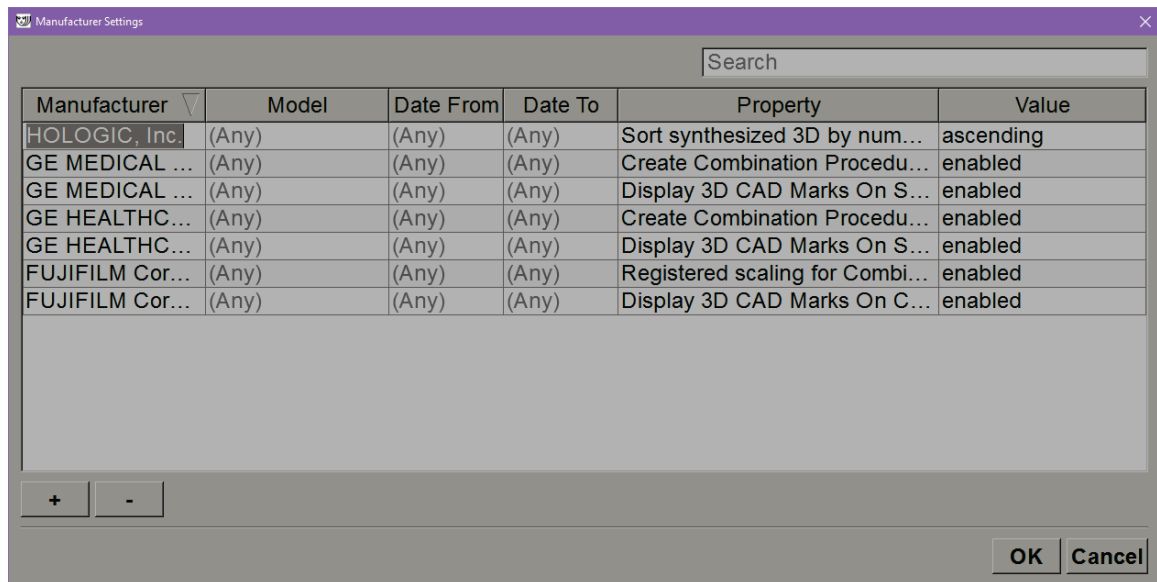 Manufacturer Settings
Search
Manufacturer Model Date From Date To Property Value
HOLOGIC, Inc. (Any) (Any) (Any) Sort synthesized 3D by num... ascending
GE MEDICAL ... (Any) (Any) (Any) Create Combination Procedu... enabled
GE MEDICAL ... (Any) (Any) (Any) Display 3D CAD Marks On S... enabled
GE HEALTHC... (Any) (Any) (Any) Create Combination Procedu... enabled
GE HEALTHC... (Any) (Any) (Any) Display 3D CAD Marks On S... enabled
FUJIFILM Cor... (Any) (Any) (Any) Registered scaling for Combi... enabled
FUJIFILM Cor... (Any) (Any) (Any) Display 3D CAD Marks On C... enabled
+ -
OK Cancel